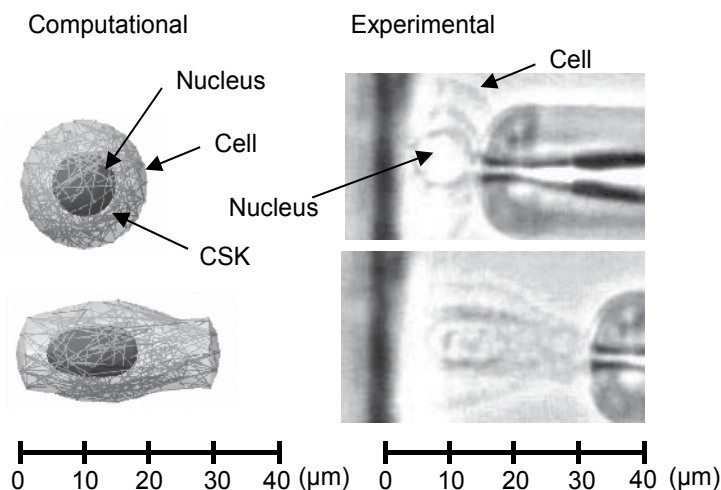 Computational
Experimental
Cell
Nucleus
Cell
Nucleus
CSK
0 10 20 30 40 (μm)
0 10 20 30 40 (μm)